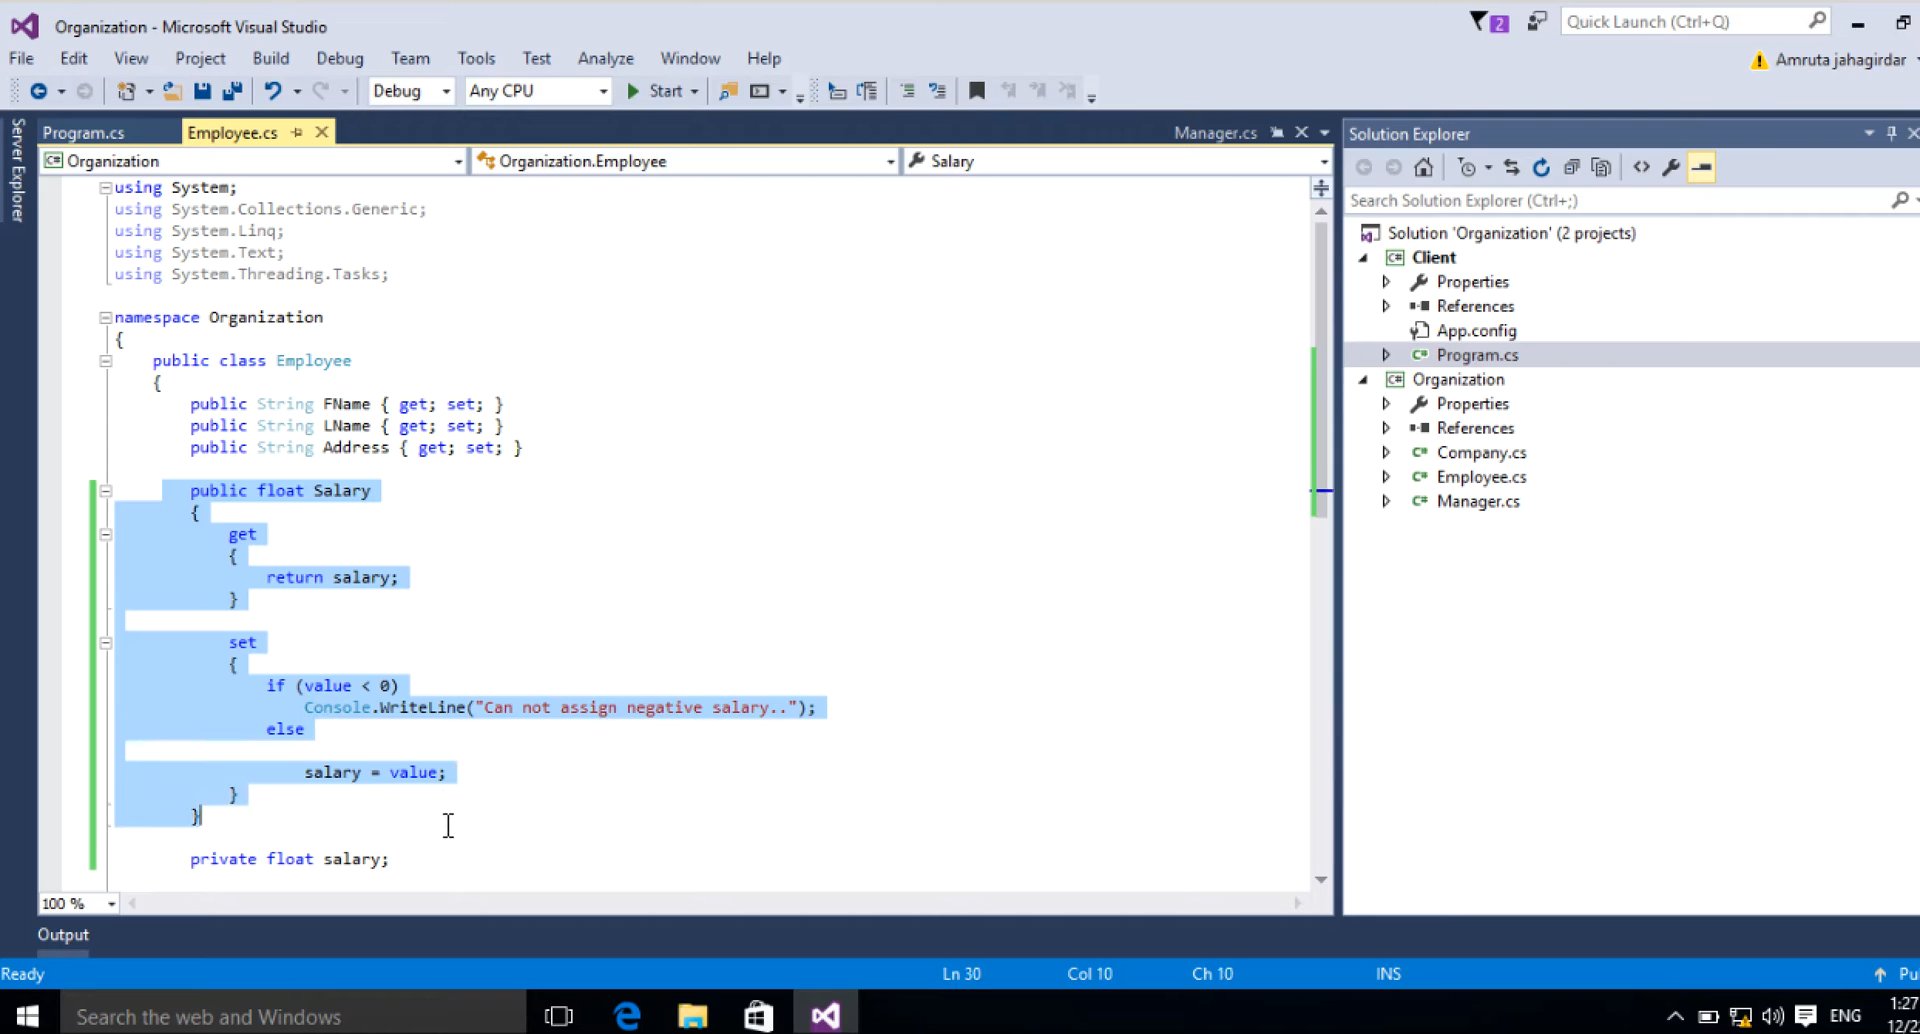 Organization - Microsoft Visual Studio
2
Quick Launch (Ctrl+Q)
File Edit View Project Build Debug Team Tools Test Analyze Window Help
Amruta jahagirdar
Debug Any CPU Start
Server Explorer
Program.cs Employee.cs Manager.cs
Organization Organization.Employee Salary
using System;
using System.Collections.Generic;
using System.Linq;
using System.Text;
using System.Threading.Tasks;
namespace Organization
{
public class Employee
{
public String FName { get; set; }
public String LName { get; set; }
public String Address { get; set; }
public float Salary
{
get
{
return salary;
}
set
{
if (value < 0)
Console.WriteLine("Can not assign negative salary..");
else
salary = value;
}
}
private float salary;
100 %
Solution Explorer
Search Solution Explorer (Ctrl+;)
Solution 'Organization' (2 projects)
C# Client
Properties
References
App.config
C# Program.cs
C# Organization
Properties
References
C# Company.cs
C# Employee.cs
C# Manager.cs
Output
Ready Ln 30 Col 10 Ch 10 INS Pu
Search the web and Windows
ENG
1:27
12/2